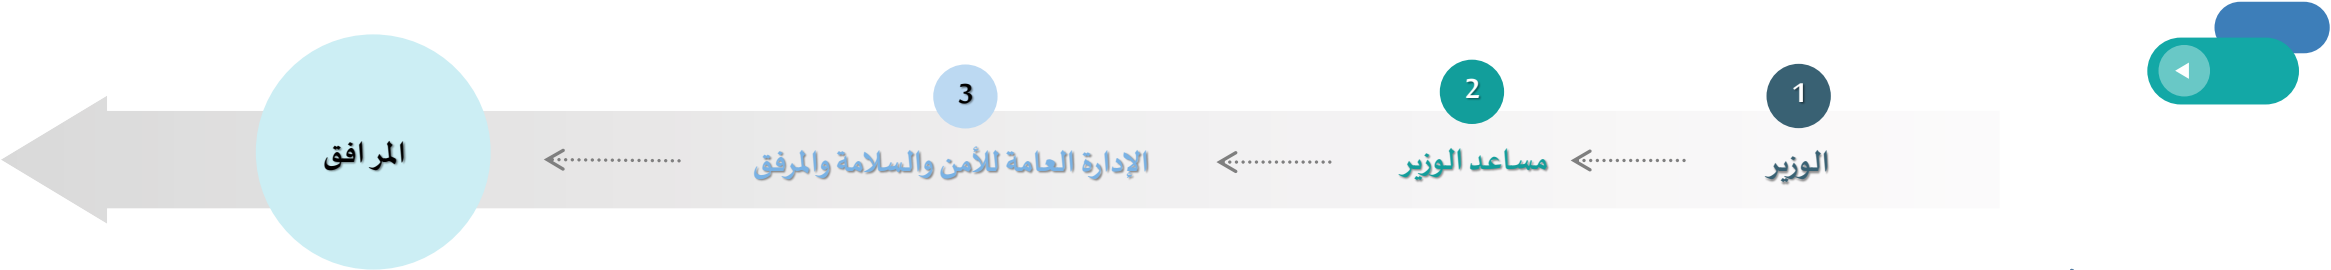 1
الوزير
2
مساعد الوزير
3
الإدارة العامة للأمن والسلامة والمرفق
المرافق